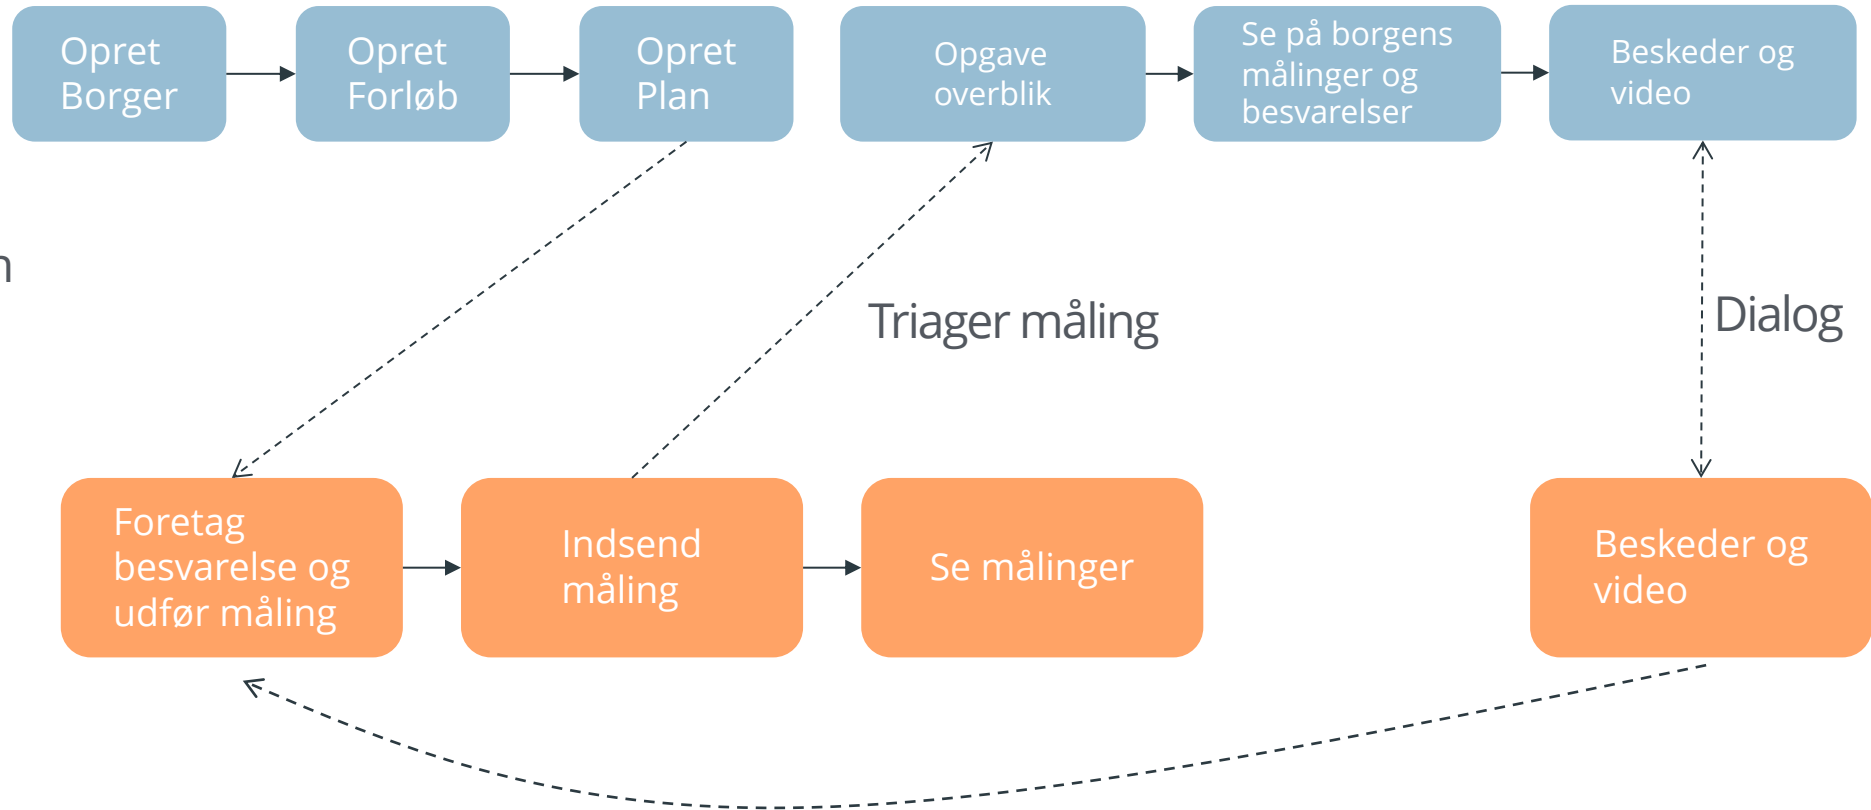 Opret
Borger
Opret
Forløb
Opret
Plan
Opgave
overblik
Se på borgens
målinger og
besvarelser
Beskeder og
video
Triager måling
Dialog
Foretag
besvarelse og
udfør måling
Indsend
måling
Se målinger
Beskeder og
video